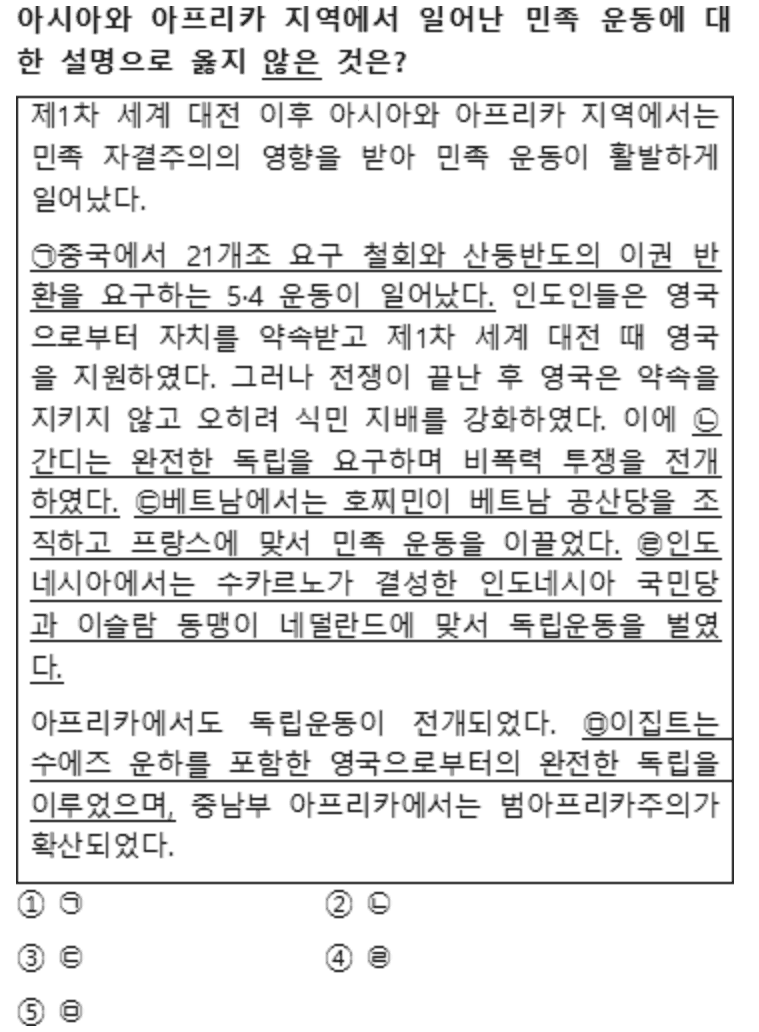 아시아와 아프리카 지역에서 일어난 민족 운동에 대
한 설명으로 옳지 않은 것은?
제1차 세계 대전 이후 아시아와 아프리카 지역에서는
민족 자결주의의 영향을 받아 민족 운동이 활발하게
일어났다.
㉠중국에서 21개조 요구 철회와 산둥반도의 이권 반
환을 요구하는 5·4 운동이 일어났다. 인도인들은 영국
으로부터 자치를 약속받고 제1차 세계 대전 때 영국
을 지원하였다. 그러나 전쟁이 끝난 후 영국은 약속을
지키지 않고 오히려 식민 지배를 강화하였다. 이에 ㉡
간디는 완전한 독립을 요구하며 비폭력 투쟁을 전개
하였다. ㉢베트남에서는 호찌민이 베트남 공산당을 조
직하고 프랑스에 맞서 민족 운동을 이끌었다. ㉣인도
네시아에서는 수카르노가 결성한 인도네시아 국민당
과 이슬람 동맹이 네덜란드에 맞서 독립운동을 벌였
다.
아프리카에서도 독립운동이 전개되었다. ㉤이집트는
수에즈 운하를 포함한 영국으로부터의 완전한 독립을
이루었으며, 중남부 아프리카에서는 범아프리카주의가
확산되었다.
① ㉠ ② ㉡
③ ㉢ ④ ㉣
⑤ ㉤